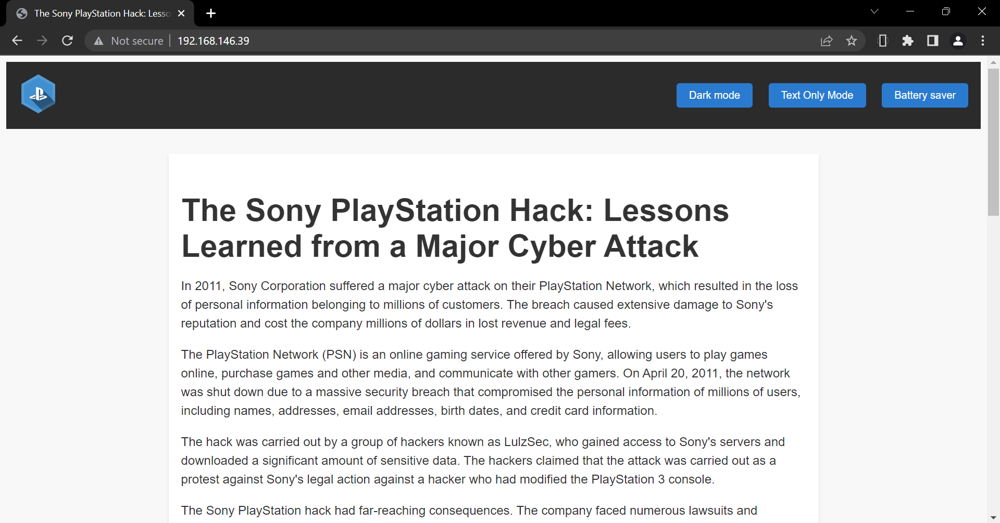 The Sony PlayStation Hack: Lesso
Not secure
192.168.146.39
Dark mode
Text Only Mode
Battery saver
The Sony PlayStation Hack: Lessons
Learned from a Major Cyber Attack
In 2011, Sony Corporation suffered a major cyber attack on their PlayStation Network, which resulted in the loss
of personal information belonging to millions of customers. The breach caused extensive damage to Sony's
reputation and cost the company millions of dollars in lost revenue and legal fees.
The PlayStation Network (PSN) is an online gaming service offered by Sony, allowing users to play games
online, purchase games and other media, and communicate with other gamers. On April 20, 2011, the network
was shut down due to a massive security breach that compromised the personal information of millions of users,
including names, addresses, email addresses, birth dates, and credit card information.
The hack was carried out by a group of hackers known as LulzSec, who gained access to Sony's servers and
downloaded a significant amount of sensitive data. The hackers claimed that the attack was carried out as a
protest against Sony's legal action against a hacker who had modified the PlayStation 3 console.
The Sony PlayStation hack had far-reaching consequences. The company faced numerous lawsuits and